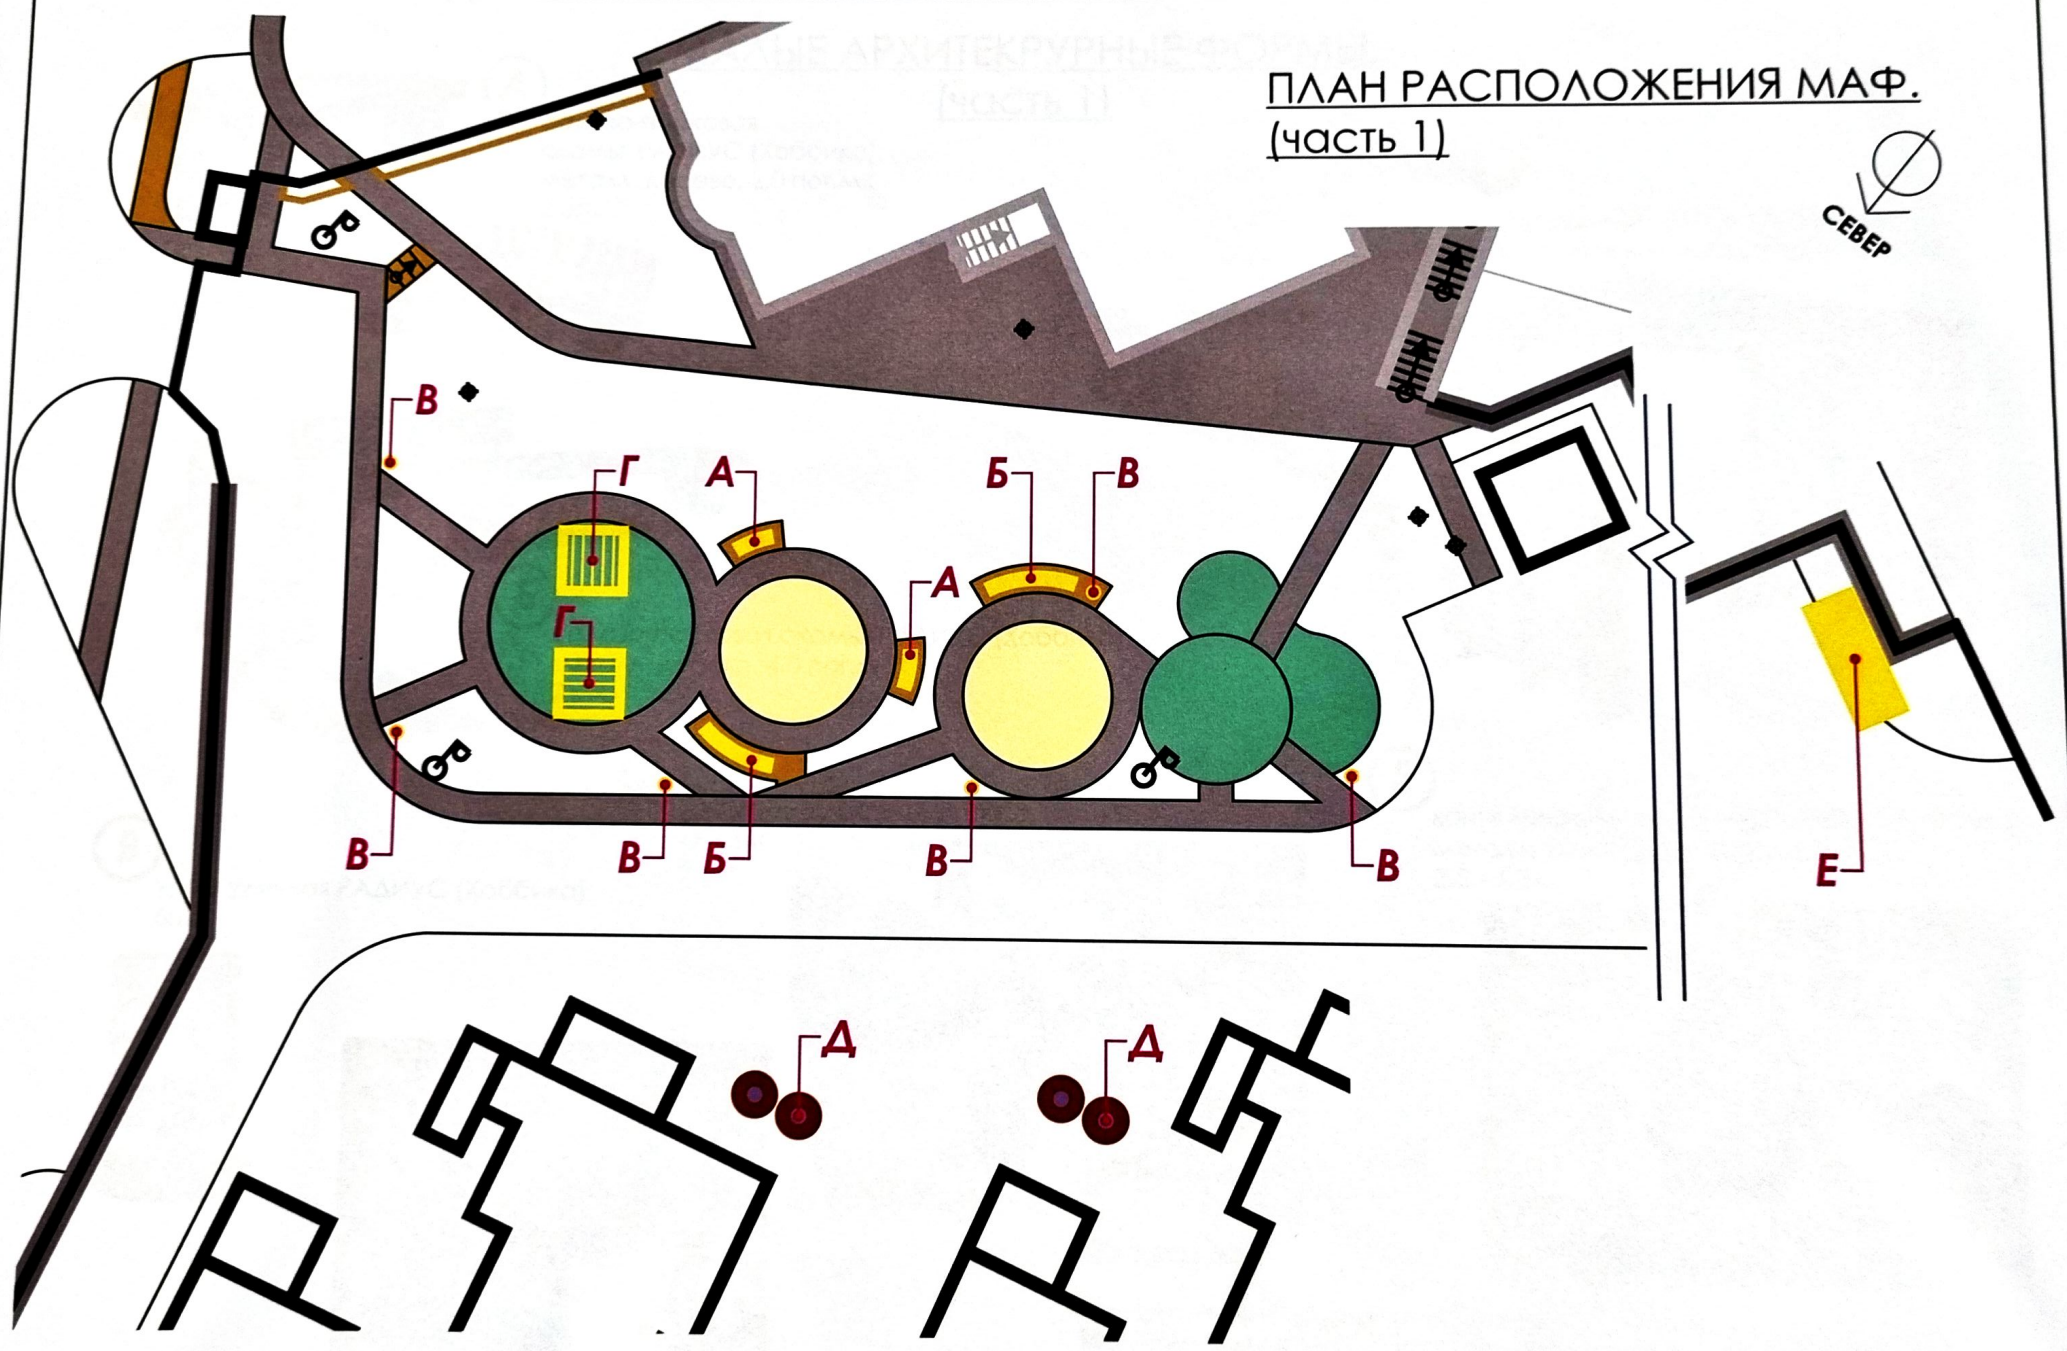 ПЛАН РАСПОЛОЖЕНИЯ МАФ.
(часть 1)
СЕВЕР
В
Г
А
Б
В
Г
А
В
В
Б
В
В
Е
Д
Д